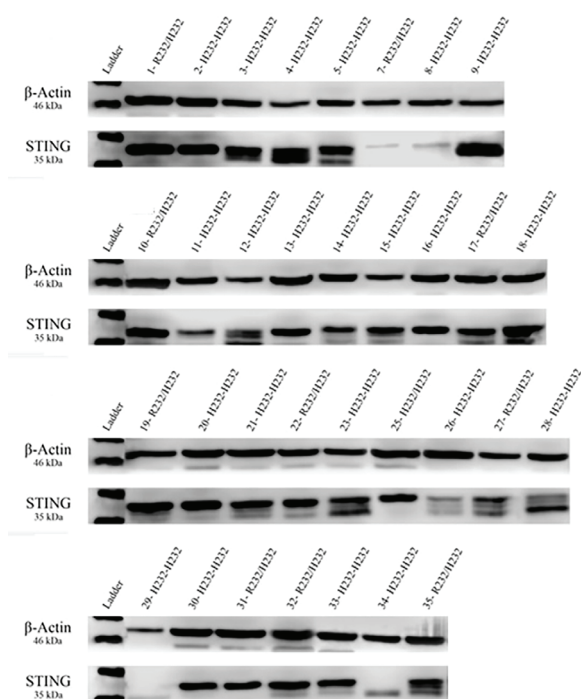 Ladder 1- R232/H232 2- H232-H232 3- H232-H232 4- H232-H232 5- H232-H232 7- R232/H232 8- H232-H232 9- H232-H232
β-Actin
46 kDa
STING
35 kDa
Ladder 10- R232/H232 11- H232-H232 12- H232-H232 13- H232-H232 14- H232-H232 15- H232-H232 16- H232-H232 17- R232/H232 18- H232-H232
β-Actin
46 kDa
STING
35 kDa
Ladder 19- R232/H232 20- H232-H232 21- H232-H232 22- R232/H232 23- H232-H232 25- H232/H232 26- H232-H232 27- R232/H232 28- H232-H232
β-Actin
46 kDa
STING
35 kDa
Ladder 29- H232-H232 30- H232-H232 31- R232/H232 32- R232/H232 33- H232-H232 34- H232-H232 35- R232/H232
β-Actin
46 kDa
STING
35 kDa